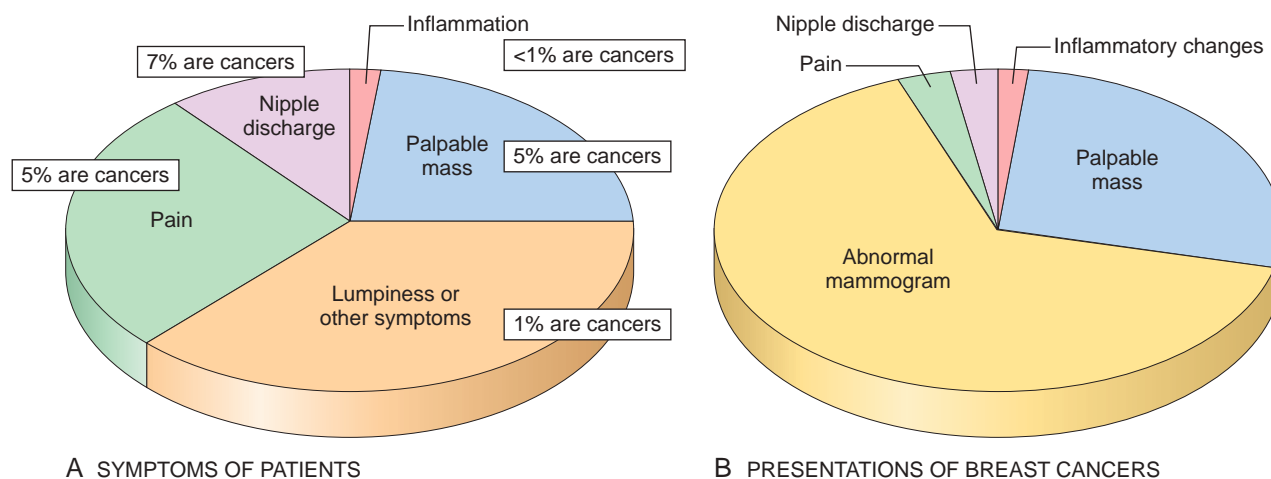 Inflammation
<1% are cancers
7% are cancers
Nipple
discharge
Palpable
mass
5% are cancers
5% are cancers
Pain
Lumpiness or
other symptoms
1% are cancers
A SYMPTOMS OF PATIENTS
Nipple discharge
Inflammatory changes
Pain
Palpable
mass
Abnormal
mammogram
B PRESENTATIONS OF BREAST CANCERS